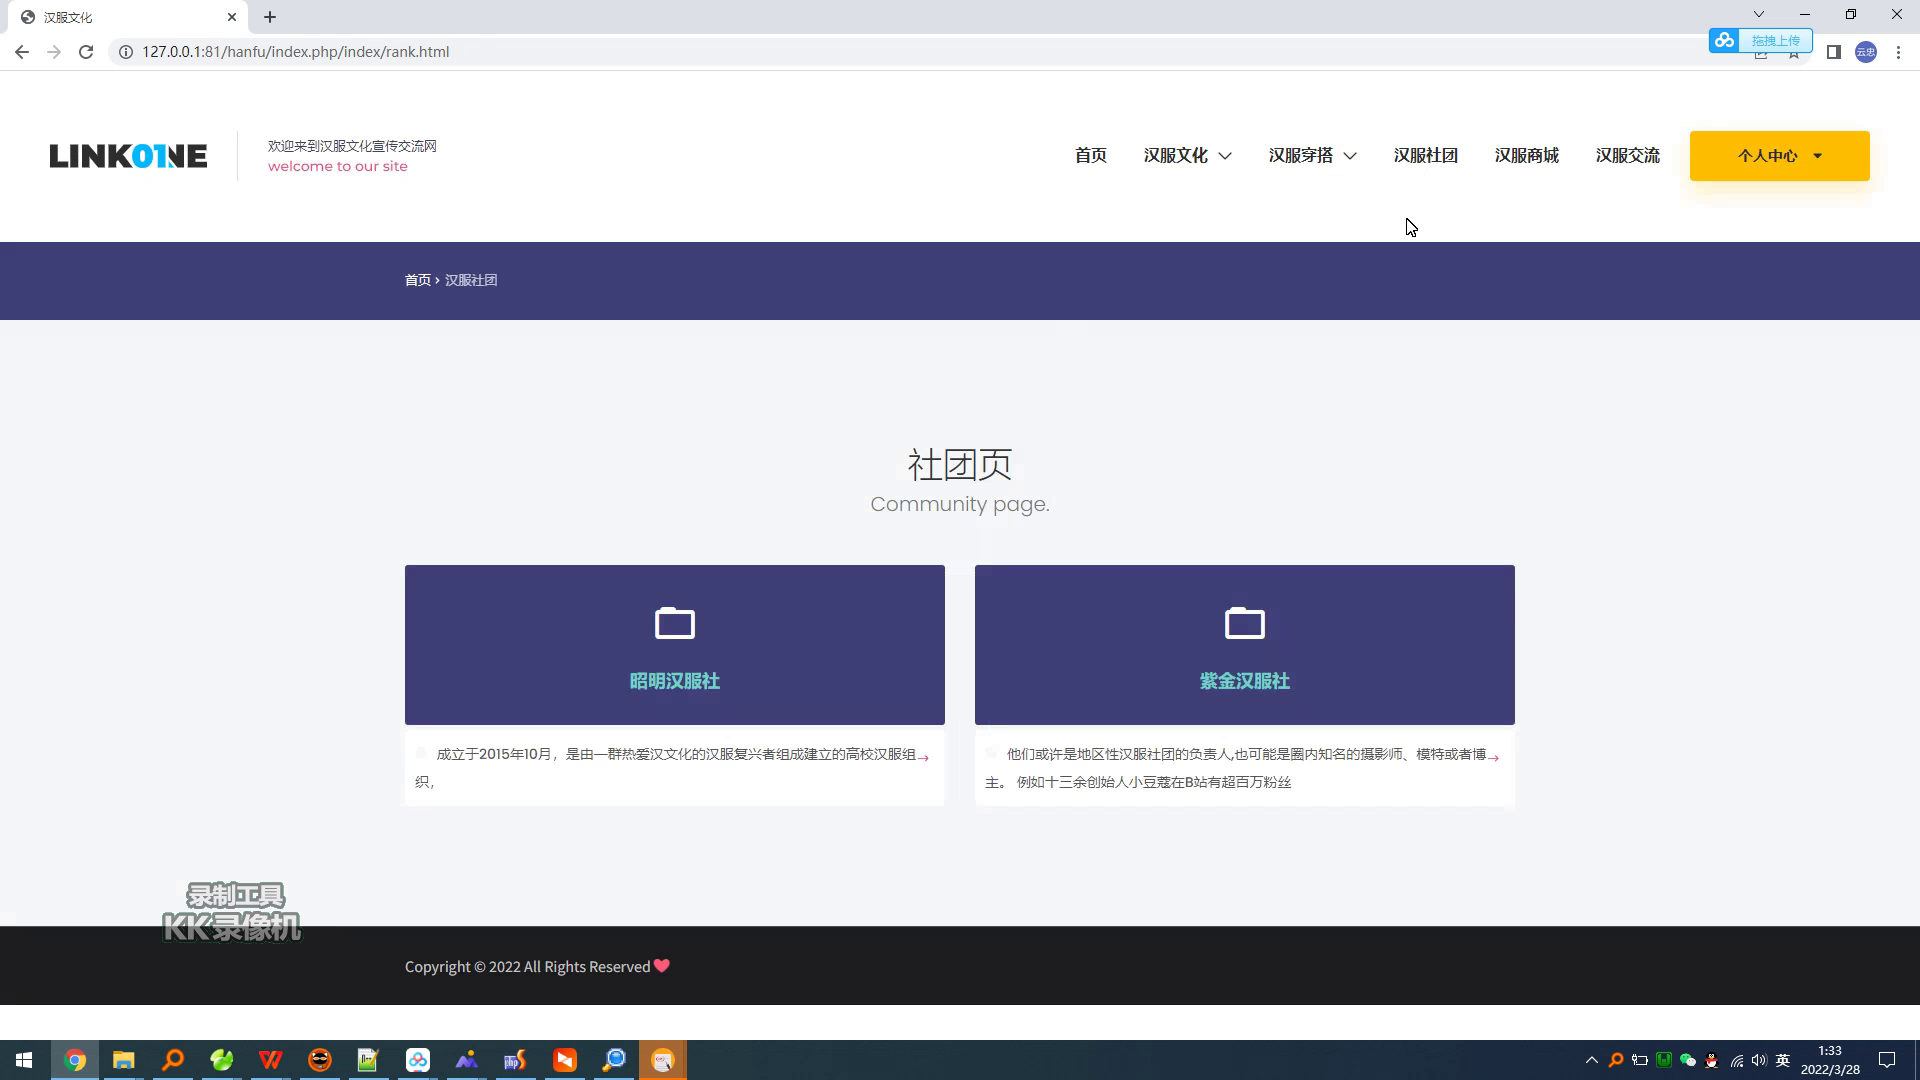 汉服文化
127.0.0.1:81/hanfu/index.php/index/rank.html
拖拽上传
云忠
LINKONE
欢迎来到汉服文化宣传交流网
welcome to our site
首页
汉服文化
汉服穿搭
汉服社团
汉服商城
汉服交流
个人中心
首页 › 汉服社团
社团页
Community page.
昭明汉服社
紫金汉服社
成立于2015年10月，是由一群热爱汉文化的汉服复兴者组成建立的高校汉服组→
织，
他们或许是地区性汉服社团的负责人,也可能是圈内知名的摄影师、模特或者博→
主。 例如十三余创始人小豆蔻在B站有超百万粉丝
录制工具
KK录像机
Copyright © 2022 All Rights Reserved
英
1:33
2022/3/28